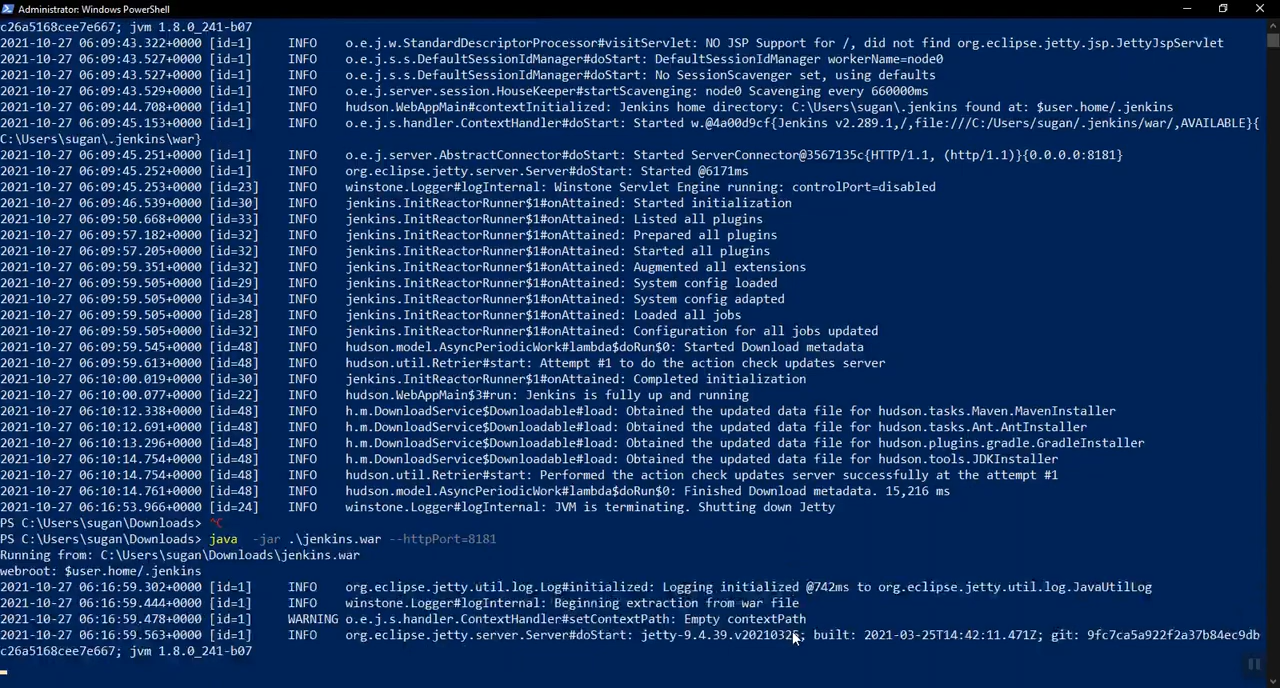 Administrator: Windows PowerShell
c26a5168cee7e667; jvm 1.8.0_241-b07
2021-10-27 06:09:43.322+0000 [id=1] INFO o.e.j.w.StandardDescriptorProcessor#visitServlet: NO JSP Support for /, did not find org.eclipse.jetty.jsp.JettyJspServlet
2021-10-27 06:09:43.527+0000 [id=1] INFO o.e.j.s.s.DefaultSessionIdManager#doStart: DefaultSessionIdManager workerName=node0
2021-10-27 06:09:43.527+0000 [id=1] INFO o.e.j.s.s.DefaultSessionIdManager#doStart: No SessionScavenger set, using defaults
2021-10-27 06:09:43.529+0000 [id=1] INFO o.e.j.server.session.HouseKeeper#startScavenging: node0 Scavenging every 660000ms
2021-10-27 06:09:44.708+0000 [id=1] INFO hudson.WebAppMain#contextInitialized: Jenkins home directory: C:\Users\sugan\.jenkins found at: $user.home/.jenkins
2021-10-27 06:09:45.153+0000 [id=1] INFO o.e.j.s.handler.ContextHandler#doStart: Started w.@4a00d9cf{Jenkins v2.289.1,/,file:///C:/Users/sugan/.jenkins/war/,AVAILABLE}{
C:\Users\sugan\.jenkins\war}
2021-10-27 06:09:45.251+0000 [id=1] INFO o.e.j.server.AbstractConnector#doStart: Started ServerConnector@3567135c{HTTP/1.1, (http/1.1)}{0.0.0.0:8181}
2021-10-27 06:09:45.252+0000 [id=1] INFO org.eclipse.jetty.server.Server#doStart: Started @6171ms
2021-10-27 06:09:45.253+0000 [id=23] INFO winstone.Logger#logInternal: Winstone Servlet Engine running: controlPort=disabled
2021-10-27 06:09:46.539+0000 [id=30] INFO jenkins.InitReactorRunner$1#onAttained: Started initialization
2021-10-27 06:09:50.668+0000 [id=33] INFO jenkins.InitReactorRunner$1#onAttained: Listed all plugins
2021-10-27 06:09:57.182+0000 [id=32] INFO jenkins.InitReactorRunner$1#onAttained: Prepared all plugins
2021-10-27 06:09:57.205+0000 [id=32] INFO jenkins.InitReactorRunner$1#onAttained: Started all plugins
2021-10-27 06:09:59.351+0000 [id=32] INFO jenkins.InitReactorRunner$1#onAttained: Augmented all extensions
2021-10-27 06:09:59.505+0000 [id=29] INFO jenkins.InitReactorRunner$1#onAttained: System config loaded
2021-10-27 06:09:59.505+0000 [id=34] INFO jenkins.InitReactorRunner$1#onAttained: System config adapted
2021-10-27 06:09:59.505+0000 [id=28] INFO jenkins.InitReactorRunner$1#onAttained: Loaded all jobs
2021-10-27 06:09:59.505+0000 [id=32] INFO jenkins.InitReactorRunner$1#onAttained: Configuration for all jobs updated
2021-10-27 06:09:59.545+0000 [id=48] INFO hudson.model.AsyncPeriodicWork#lambda$doRun$0: Started Download metadata
2021-10-27 06:09:59.613+0000 [id=48] INFO hudson.util.Retrier#start: Attempt #1 to do the action check updates server
2021-10-27 06:10:00.019+0000 [id=30] INFO jenkins.InitReactorRunner$1#onAttained: Completed initialization
2021-10-27 06:10:00.077+0000 [id=22] INFO hudson.WebAppMain$3#run: Jenkins is fully up and running
2021-10-27 06:10:12.338+0000 [id=48] INFO h.m.DownloadService$Downloadable#load: Obtained the updated data file for hudson.tasks.Maven.MavenInstaller
2021-10-27 06:10:12.691+0000 [id=48] INFO h.m.DownloadService$Downloadable#load: Obtained the updated data file for hudson.tasks.Ant.AntInstaller
2021-10-27 06:10:13.296+0000 [id=48] INFO h.m.DownloadService$Downloadable#load: Obtained the updated data file for hudson.plugins.gradle.GradleInstaller
2021-10-27 06:10:14.754+0000 [id=48] INFO h.m.DownloadService$Downloadable#load: Obtained the updated data file for hudson.tools.JDKInstaller
2021-10-27 06:10:14.755+0000 [id=48] INFO hudson.util.Retrier#start: Performed the action check updates server successfully at the attempt #1
2021-10-27 06:10:14.761+0000 [id=48] INFO hudson.model.AsyncPeriodicWork#lambda$doRun$0: Finished Download metadata. 15,216 ms
2021-10-27 06:16:53.966+0000 [id=24] INFO winstone.Logger#logInternal: JVM is terminating. Shutting down Jetty
PS C:\Users\sugan\Downloads> ^C
PS C:\Users\sugan\Downloads> java -jar .\jenkins.war --httpPort=8181
Running from: C:\Users\sugan\Downloads\jenkins.war
webroot: $user.home/.jenkins
2021-10-27 06:16:59.302+0000 [id=1] INFO org.eclipse.jetty.util.log.Log#initialized: Logging initialized @742ms to org.eclipse.jetty.util.log.JavaUtilLog
2021-10-27 06:16:59.444+0000 [id=1] INFO winstone.Logger#logInternal: Beginning extraction from war file
2021-10-27 06:16:59.478+0000 [id=1] WARNING o.e.j.s.handler.ContextHandler#setContextPath: Empty contextPath
2021-10-27 06:16:59.563+0000 [id=1] INFO org.eclipse.jetty.server.Server#doStart: jetty-9.4.39.v20210325; built: 2021-03-25T14:42:11.471Z; git: 9fc7ca5a922f2a37b84ec9db
c26a5168cee7e667; jvm 1.8.0_241-b07